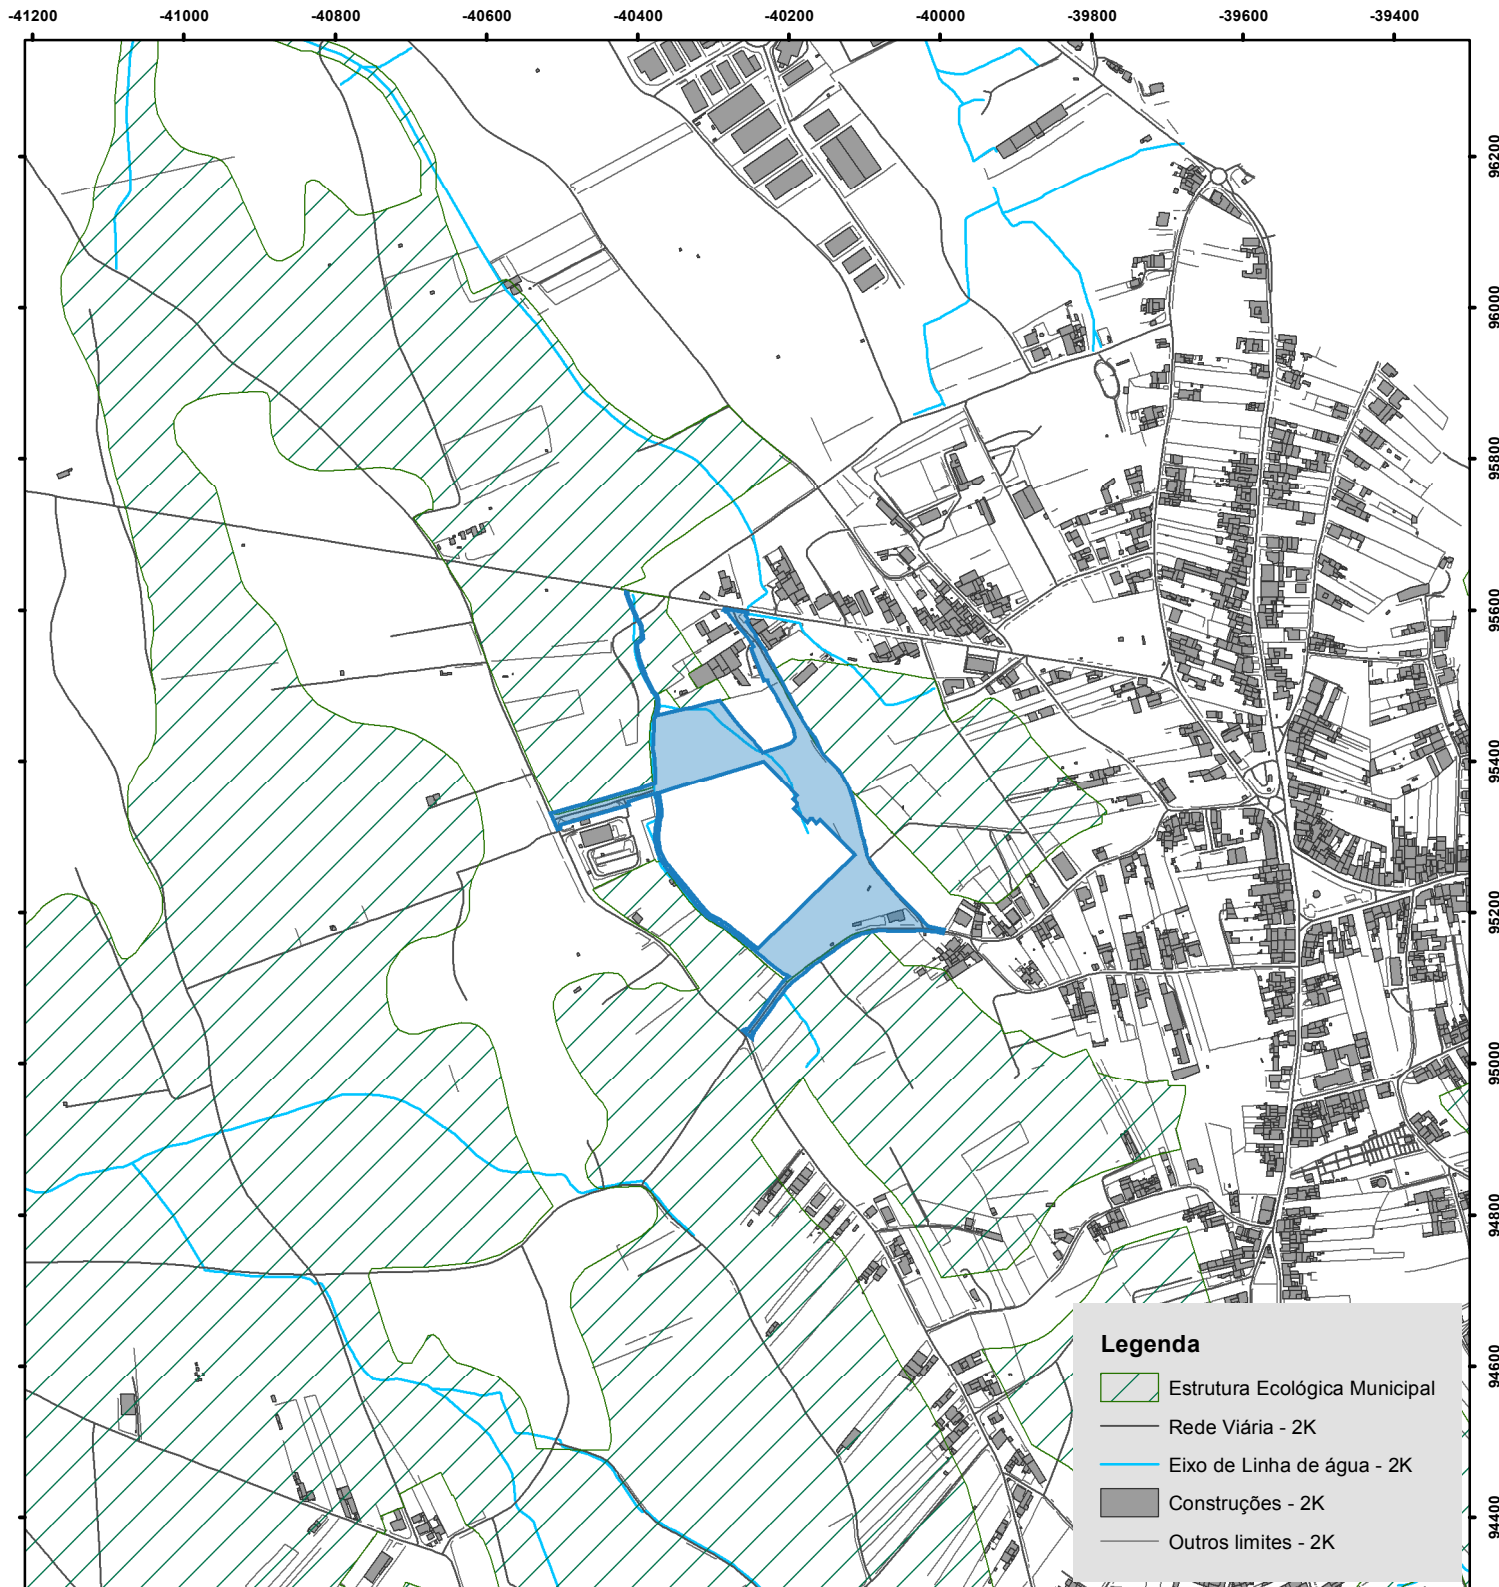 -41200 -41000 -40800 -40600 -40400 -40200 -40000 -39800 -39600 -39400
96200
96000
95800
95600
95400
95200
95000
94800
94600
94400
Legenda
Estrutura Ecológica Municipal
Rede Viária - 2K
Eixo de Linha de água - 2K
Construções - 2K
Outros limites - 2K